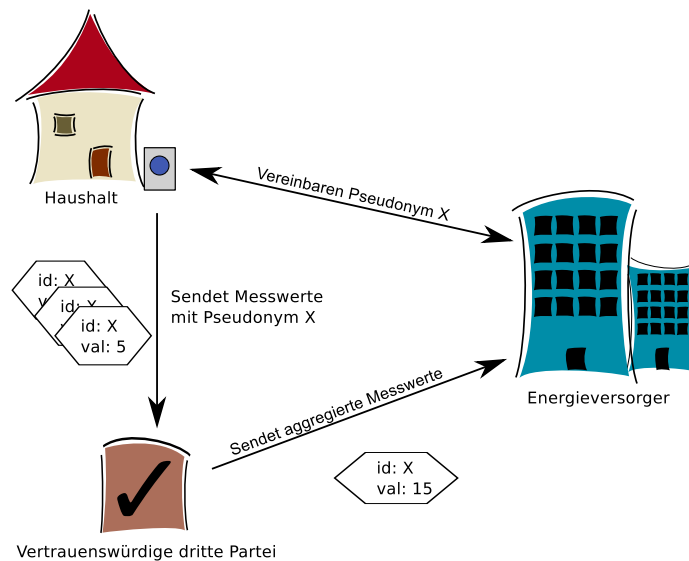 Haushalt
Vereinbaren Pseudonym X
id: X
id: X
id: X
val: 5
Sendet Messwerte
mit Pseudonym X
Energieversorger
Sendet aggregierte Messwerte
id: X
val: 15
Vertrauenswürdige dritte Partei